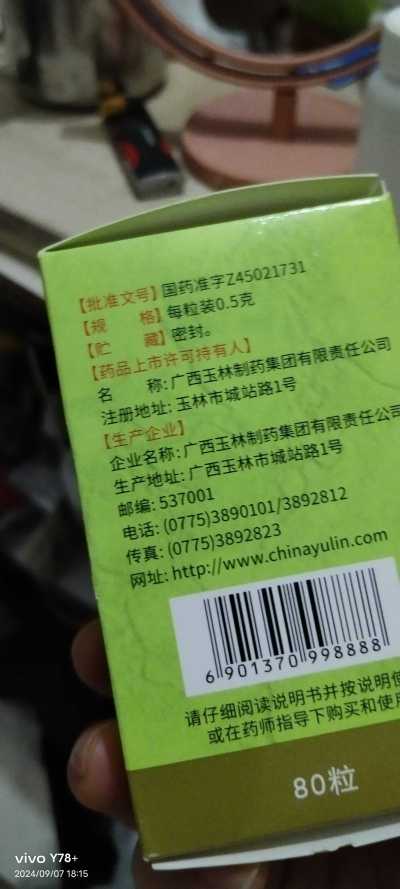 【批准文号】国药准字Z45021731
【规 格】每粒装0.5克
【贮 藏】密封。
【药品上市许可持有人】
名 称:广西玉林制药集团有限责任公司
注册地址:玉林市城站路1号
【生产企业】
企业名称:广西玉林制药集团有限责任公司
生产地址:广西玉林市城站路1号
邮编:537001
电话:(0775)3890101/3892812
传真:(0775)3892823
网址:http://www.chinayulin.com
6 901370 998888
请仔细阅读说明书并按说明使
或在药师指导下购买和使用
80粒
vivo Y78+
2024/09/07 18:15